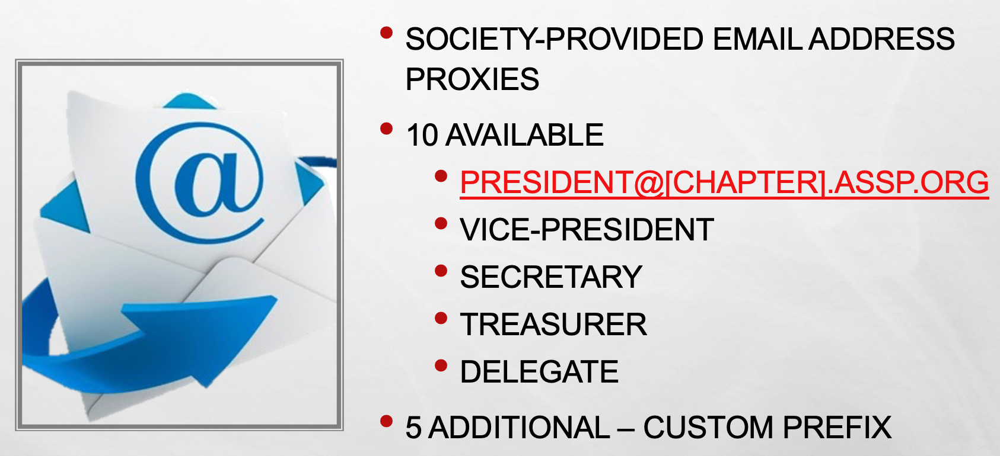 • SOCIETY-PROVIDED EMAIL ADDRESS
PROXIES
• 10 AVAILABLE
• PRESIDENT@[CHAPTER].ASSP.ORG
• VICE-PRESIDENT
• SECRETARY
• TREASURER
• DELEGATE
• 5 ADDITIONAL – CUSTOM PREFIX
@